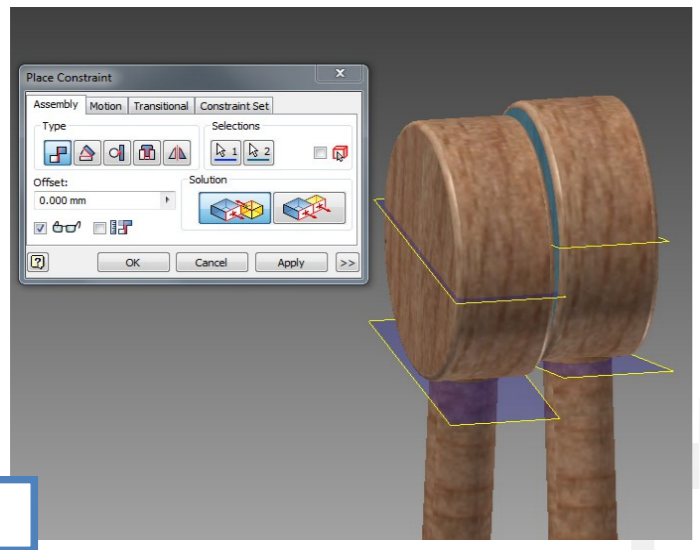 Place Constraint
X
Assembly Motion Transitional Constraint Set
Type
Selections
1 2
Offset:
Solution
0.000 mm
?
OK Cancel Apply >>